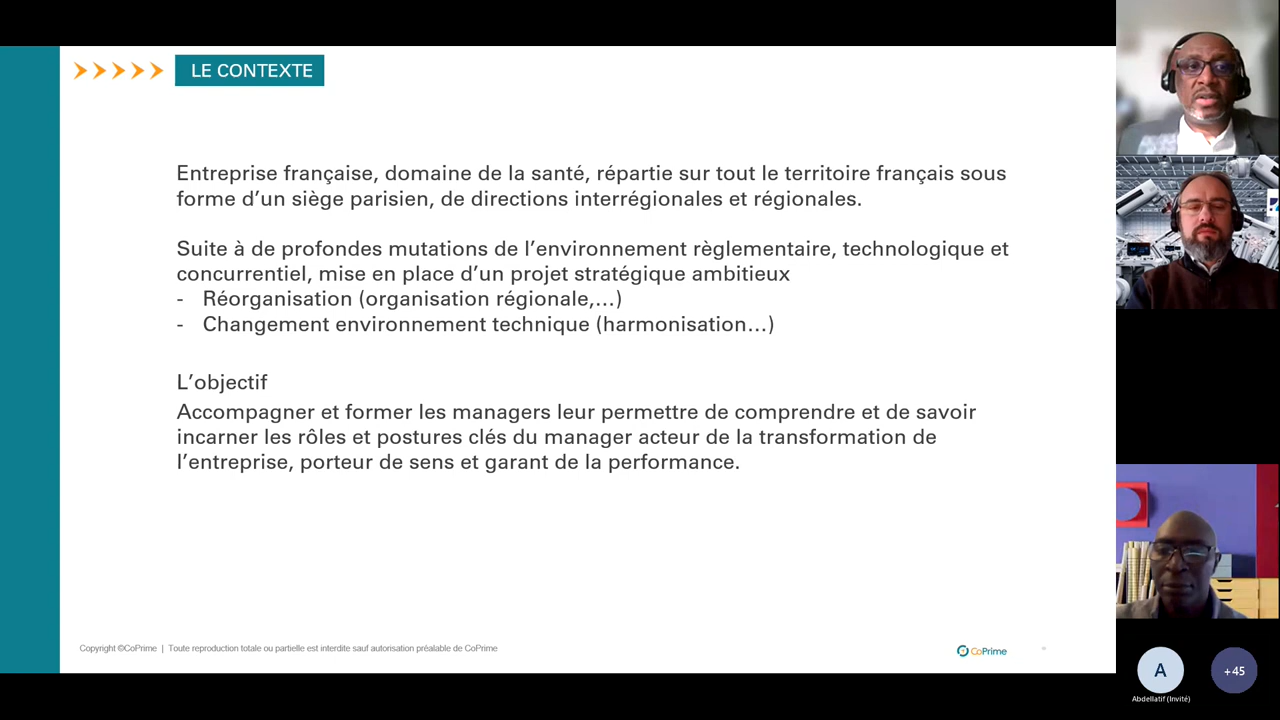 LE CONTEXTE
Entreprise française, domaine de la santé, répartie sur tout le territoire français sous
forme d’un siège parisien, de directions interrégionales et régionales.
Suite à de profondes mutations de l’environnement règlementaire, technologique et
concurrentiel, mise en place d’un projet stratégique ambitieux
- Réorganisation (organisation régionale,…)
- Changement environnement technique (harmonisation…)
L’objectif
Accompagner et former les managers leur permettre de comprendre et de savoir
incarner les rôles et postures clés du manager acteur de la transformation de
l’entreprise, porteur de sens et garant de la performance.
Copyright ©CoPrime | Toute reproduction totale ou partielle est interdite sauf autorisation préalable de CoPrime
CoPrime
A
+45
Abdellatif (Invité)